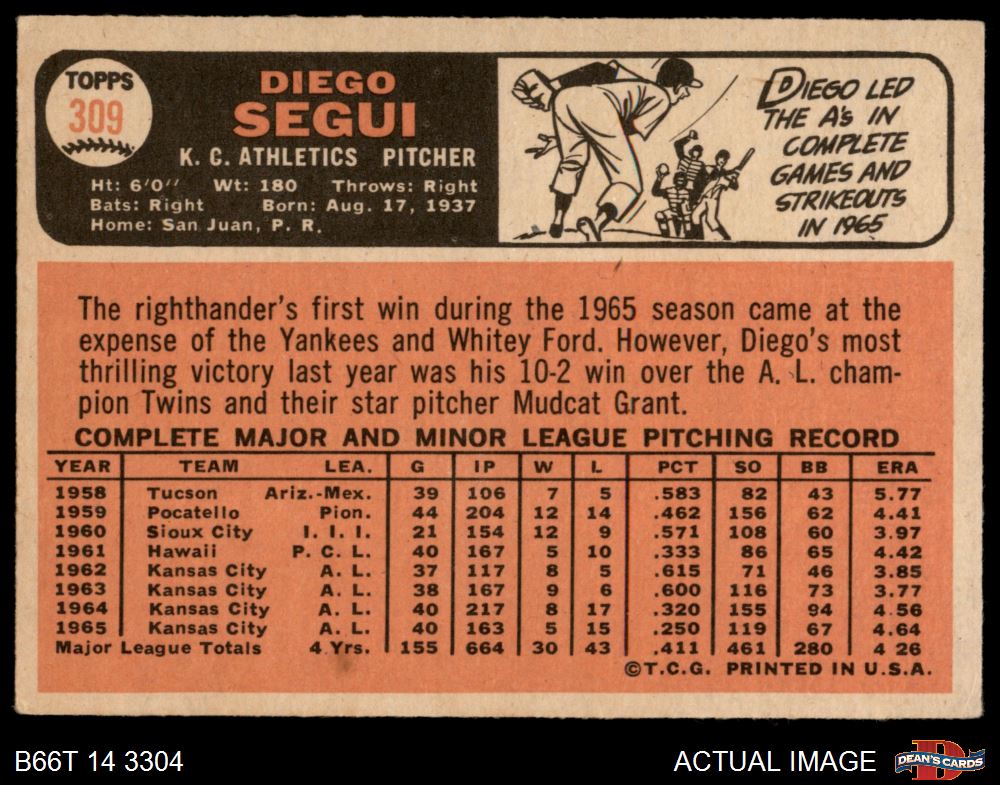 TOPPS
309
DIEGO
SEGUI
K. C. ATHLETICS PITCHER
Ht: 6'0" Wt: 180 Throws: Right
Bats: Right Born: Aug. 17, 1937
Home: San Juan, P. R.
DIEGO LED
THE A's IN
COMPLETE
GAMES AND
STRIKEOUTS
IN 1965
The righthander's first win during the 1965 season came at the
expense of the Yankees and Whitey Ford. However, Diego's most
thrilling victory last year was his 10-2 win over the A. L. cham-
pion Twins and their star pitcher Mudcat Grant.
COMPLETE MAJOR AND MINOR LEAGUE PITCHING RECORD
YEAR TEAM LEA. G IP W L PCT SO BB ERA
1958 Tucson Ariz.-Mex. 39 106 7 5 .583 82 43 5.77
1959 Pocatello Pion. 44 204 12 14 .462 156 62 4.41
1960 Sioux City I. I. I. 21 154 12 9 .571 108 60 3.97
1961 Hawaii P. C. L. 40 167 5 10 .333 86 65 4.42
1962 Kansas City A. L. 37 117 8 5 .615 71 46 3.85
1963 Kansas City A. L. 38 167 9 6 .600 116 73 3.77
1964 Kansas City A. L. 40 217 8 17 .320 155 94 4.56
1965 Kansas City A. L. 40 163 5 15 .250 119 67 4.64
Major League Totals 4 Yrs. 155 664 30 43 .411 461 280 4 26
©T.C.G. PRINTED IN U.S.A.
B66T 14 3304
ACTUAL IMAGE
D
DEAN'S CARDS